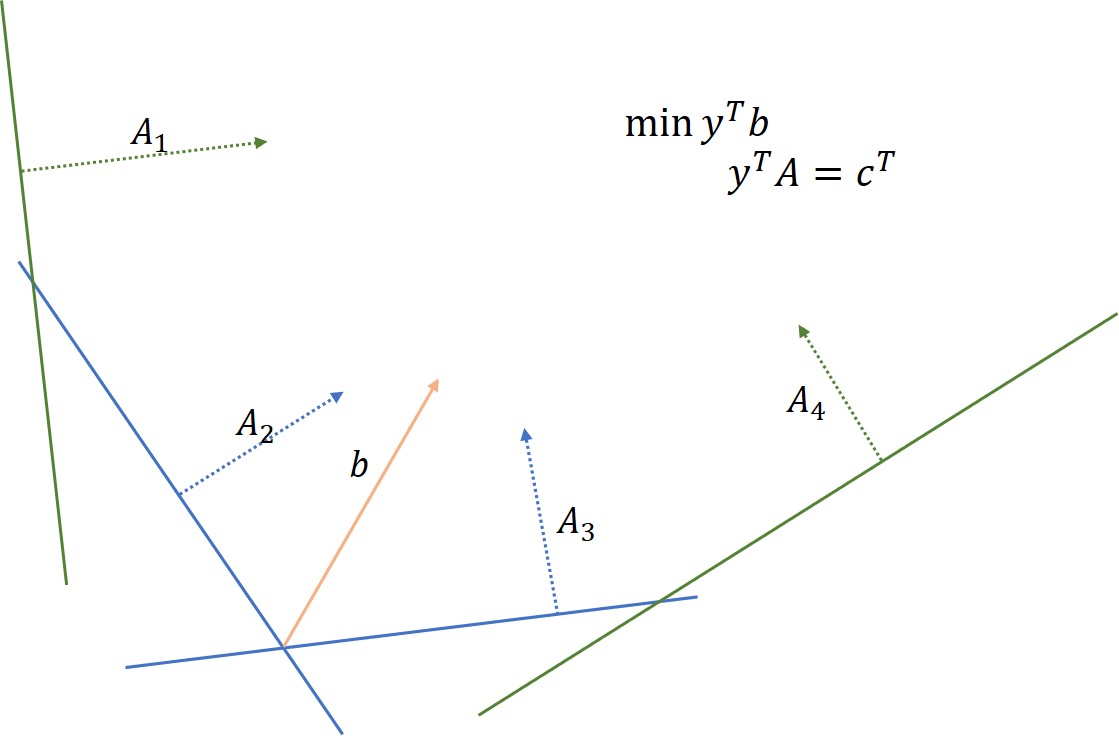 A₁
min yᵀb
yᵀA = cᵀ
A₂
b
A₄
A₃